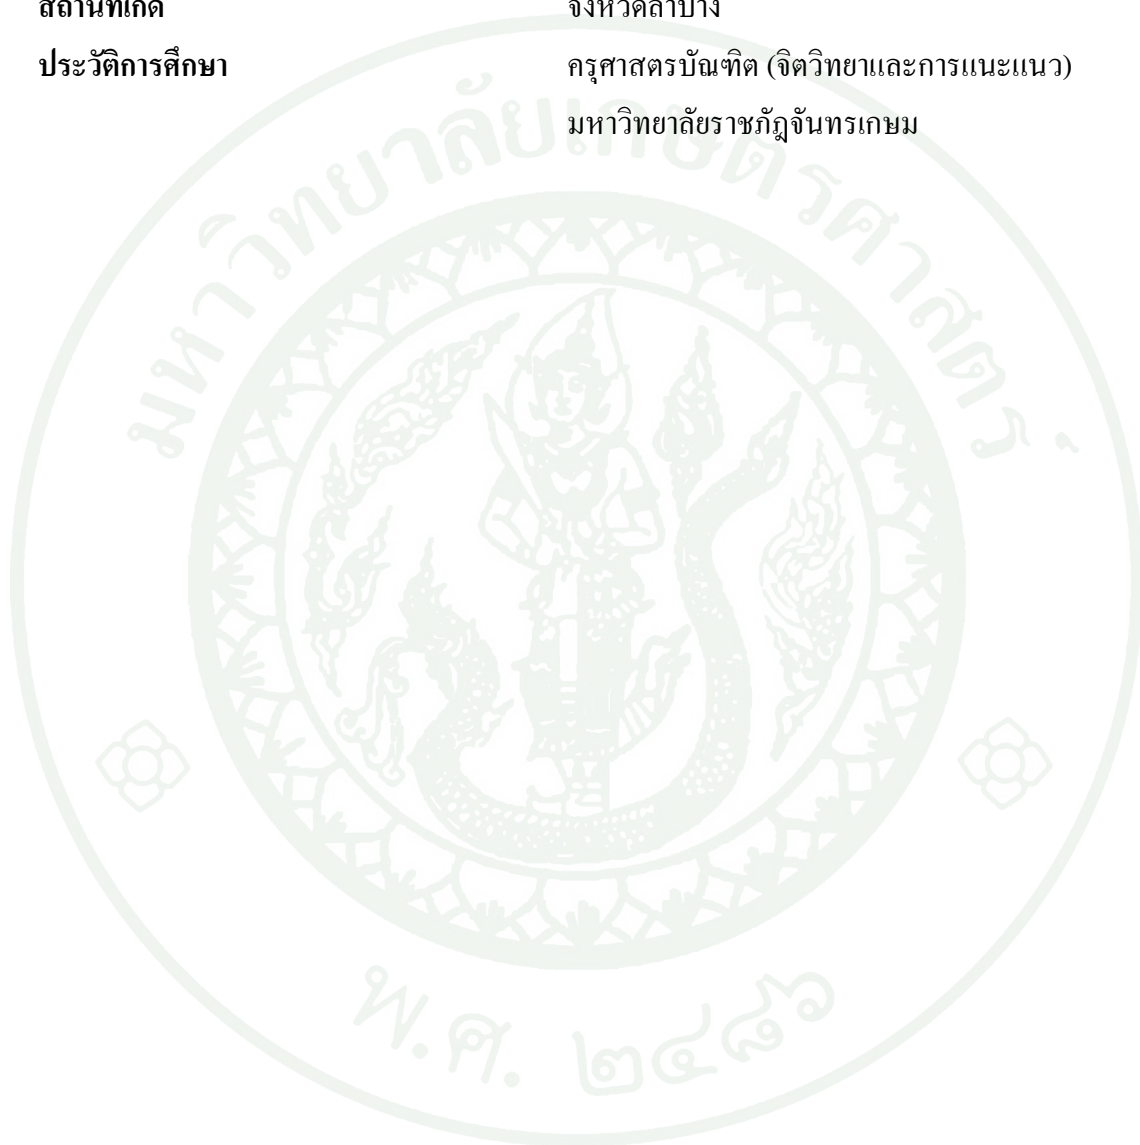 สถานที่เกิด จังหวัดลำปาง
ประวัติการศึกษา ครุศาสตรบัณฑิต (จิตวิทยาและการแนะแนว)
มหาวิทยาลัยราชภัฏจันทรเกษม
มหาวิทยาลัยเกษตรศาสตร์
พ.ศ. ๒๔๘๖